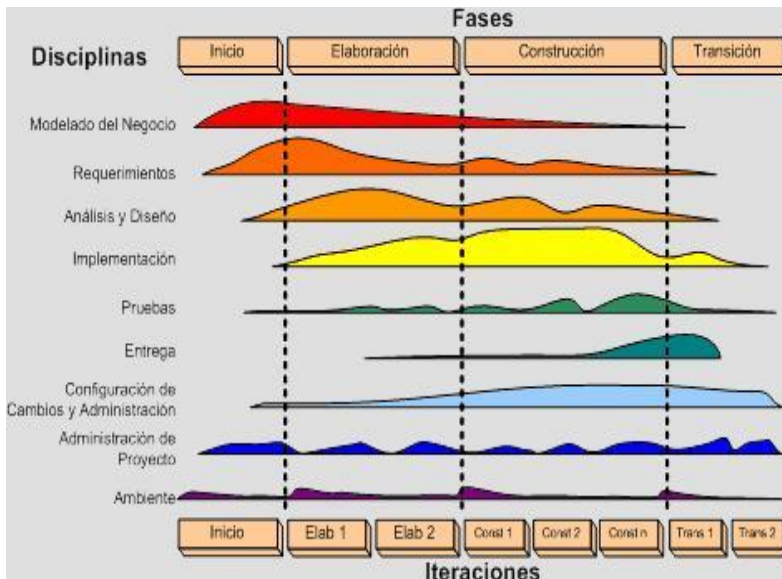 Fases
Disciplinas
Inicio
Elaboración
Construcción
Transición
Modelado del Negocio
Requerimientos
Análisis y Diseño
Implementación
Pruebas
Entrega
Configuración de
Cambios y Administración
Administración de
Proyecto
Ambiente
Inicio
Elab 1
Elab 2
Const 1
Const 2
Const n
Trans 1
Trans 2
Iteraciones